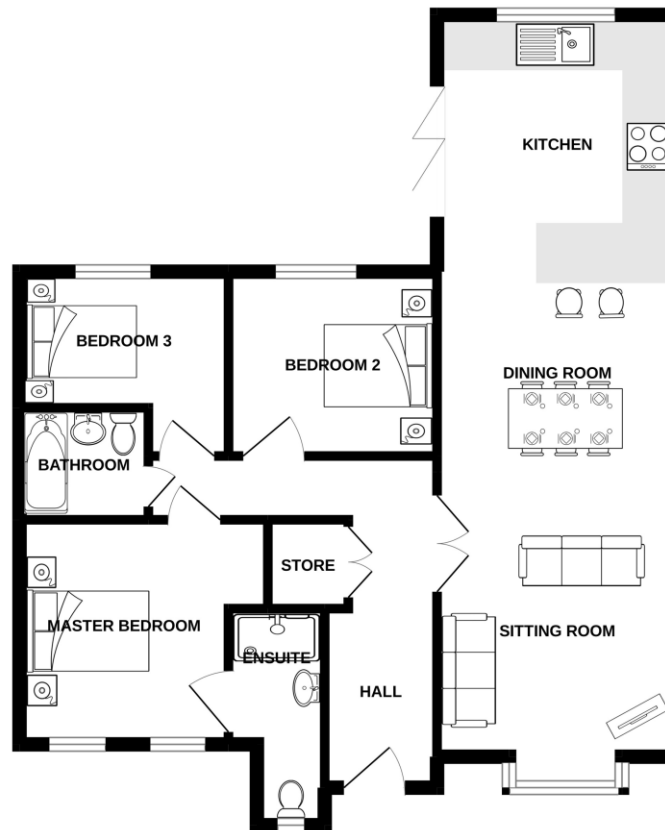 KITCHEN
BEDROOM 3
BEDROOM 2
DINING ROOM
BATHROOM
STORE
MASTER BEDROOM
ENSUITE
SITTING ROOM
HALL